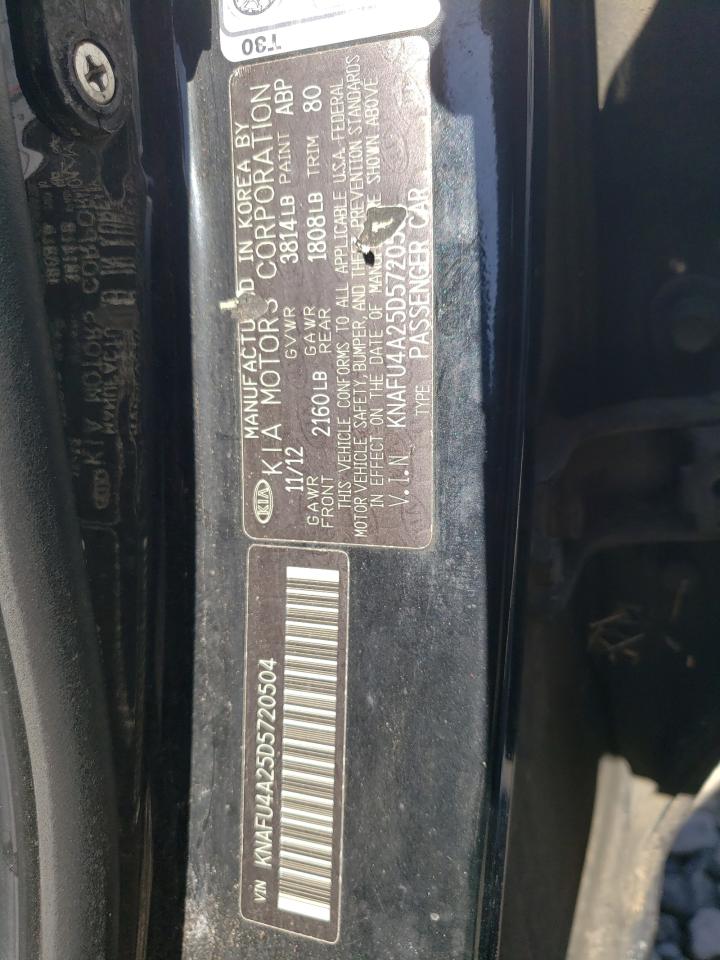 T30
MANUFACTURED IN KOREA BY
KIA KIA MOTORS CORPORATION
11/12 GVWR 3814LB PAINT ABP
GAWR FRONT 2160LB GAWR REAR 1808LB TRIM 80
THIS VEHICLE CONFORMS TO ALL APPLICABLE U.S.A. FEDERAL
MOTOR VEHICLE SAFETY, BUMPER, AND THEFT PREVENTION STANDARDS
IN EFFECT ON THE DATE OF MANUFACTURE SHOWN ABOVE
V.I.N KNAFU4A25D57205
TYPE PASSENGER CAR
VIN KNAFU4A25D5720504